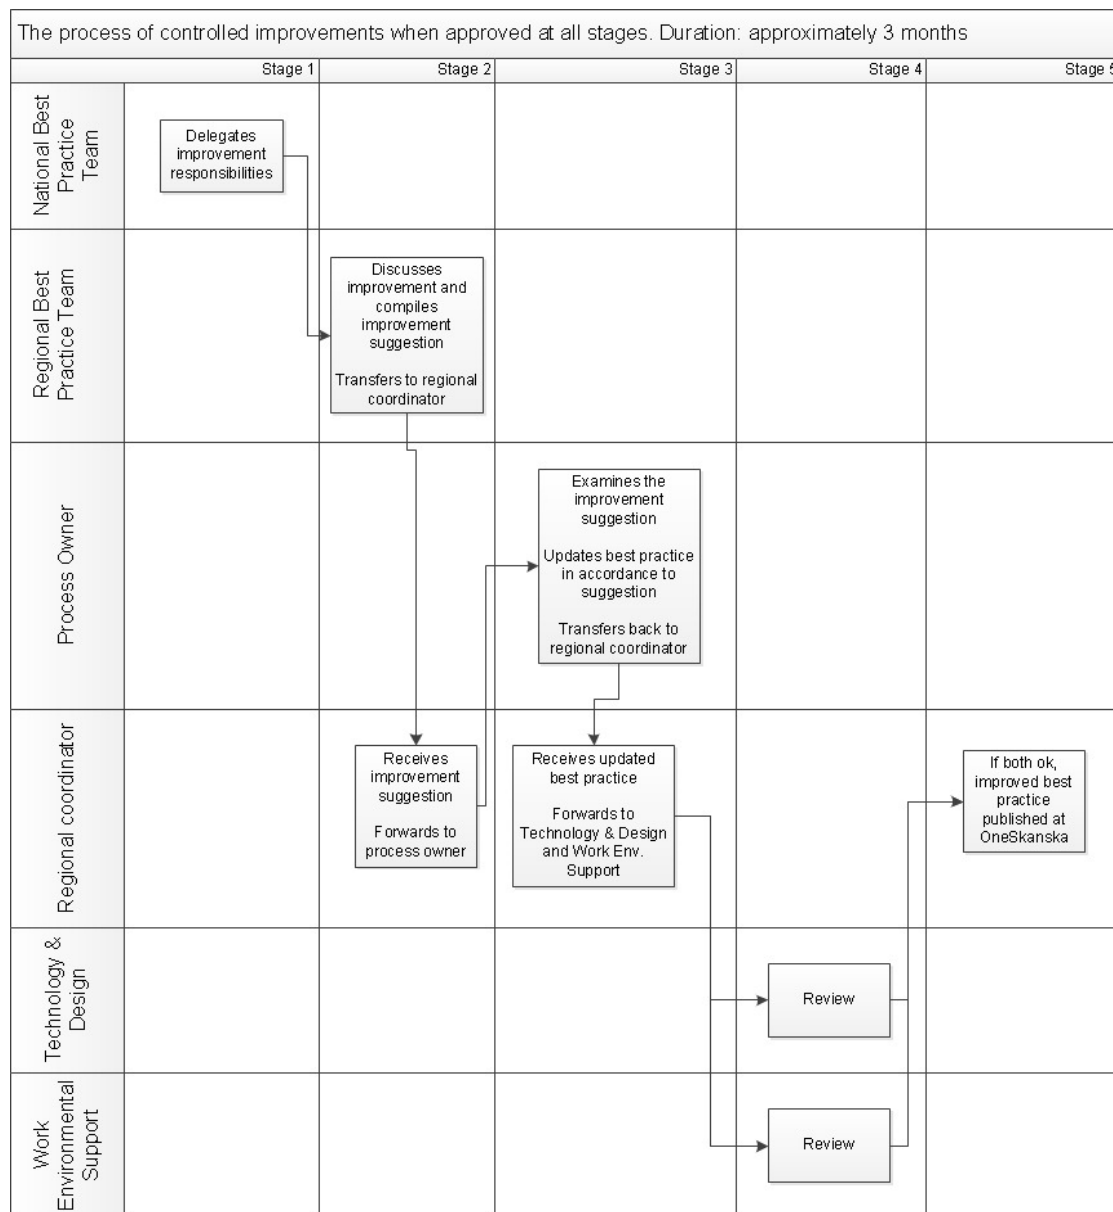 The process of controlled improvements when approved at all stages. Duration: approximately 3 months
Stage 1
Stage 2
Stage 3
Stage 4
Stage 5
National Best
Practice
Team
Delegates
improvement
responsibilities
Regional Best
Practice Team
Discusses
improvement and
compiles
improvement
suggestion
Transfers to regional
coordinator
Process Owner
Examines the
improvement
suggestion
Updates best practice
in accordance to
suggestion
Transfers back to
regional coordinator
Regional coordinator
Receives
improvement
suggestion
Forwards to
process owner
Receives updated
best practice
Forwards to
Technology & Design
and Work Env.
Support
If both ok,
improved best
practice
published at
OneSkanska
Technology &
Design
Review
Work
Environmental
Support
Review